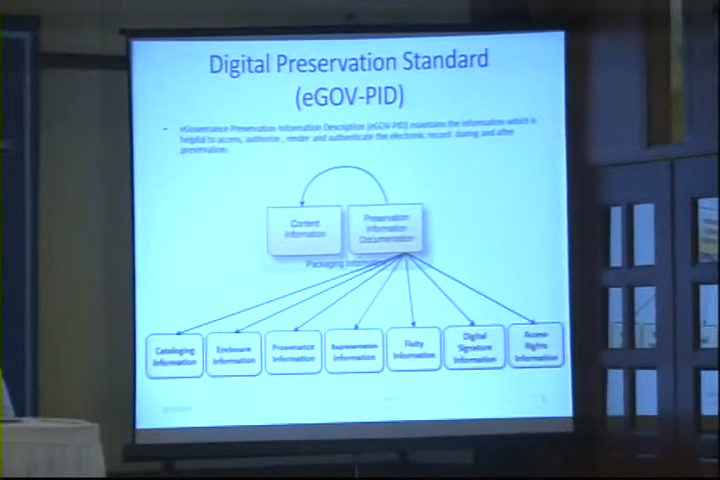 Digital Preservation Standard
(eGOV-PID)
eGovernance Preservation Information Description (eGOV-PID) maintains the information which is
helpful to access, authorize , render and authenticate the electronic record during and after
preservation.
Content
Information
Preservation
Information
Documentation
Packaging Information
Cataloging
Information
Enclosure
Information
Provenance
Information
Representation
Information
Fixity
Information
Digital
Signature
Information
Access
Rights
Information